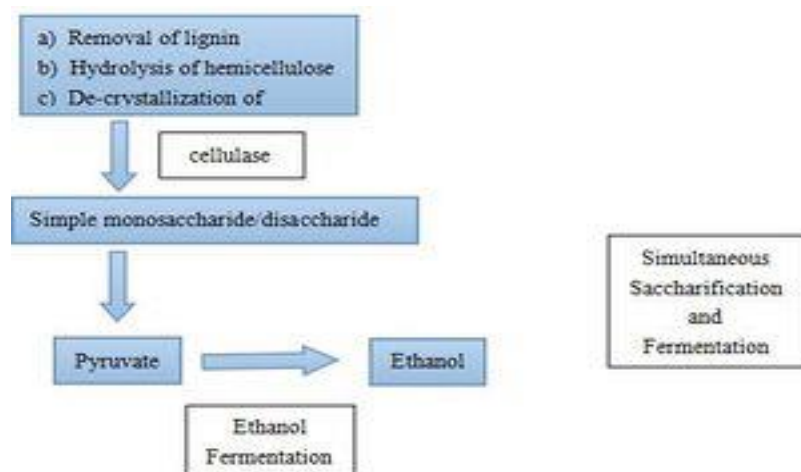 a) Removal of lignin
b) Hydrolysis of hemicellulose
c) De-crystallization of
cellulase
Simple monosaccharide/disaccharide
Simultaneous
Saccharification
and
Fermentation
Pyruvate
Ethanol
Ethanol
Fermentation